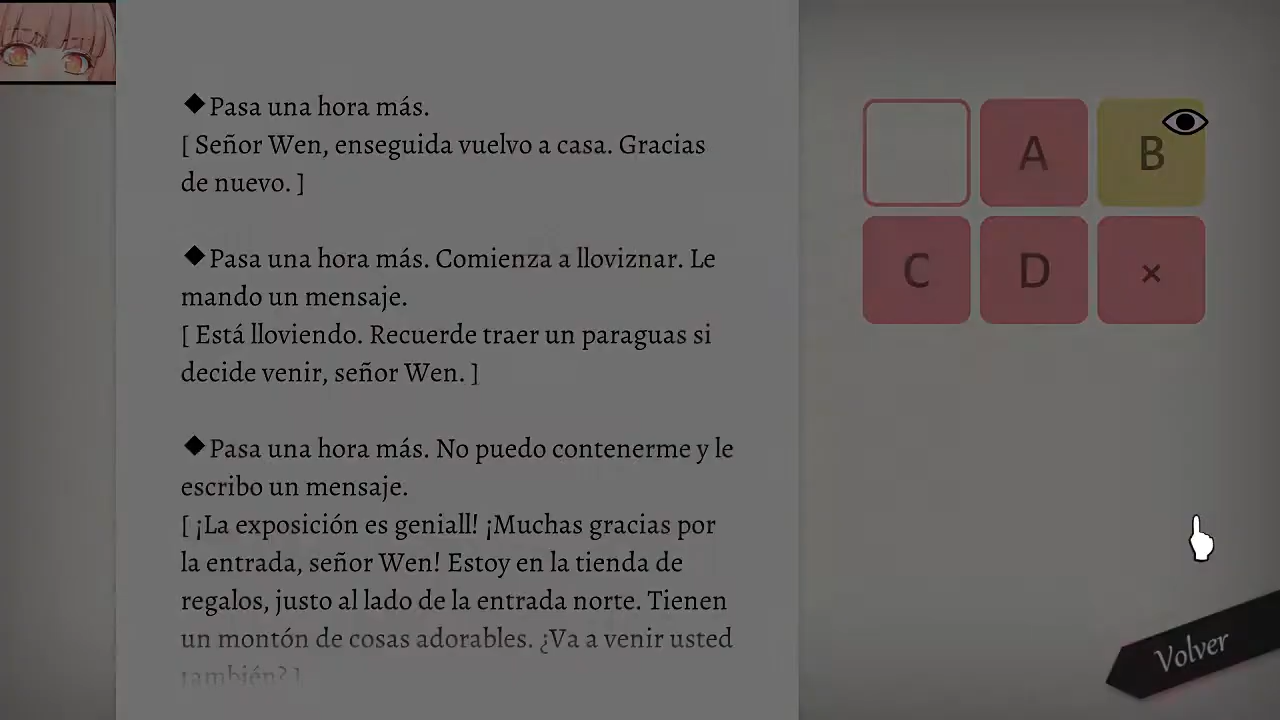 ◆Pasa una hora más.
[ Señor Wen, enseguida vuelvo a casa. Gracias
de nuevo. ]
◆Pasa una hora más. Comienza a lloviznar. Le
mando un mensaje.
[ Está lloviendo. Recuerde traer un paraguas si
decide venir, señor Wen. ]
◆Pasa una hora más. No puedo contenerme y le
escribo un mensaje.
[ ¡La exposición es geniall! ¡Muchas gracias por
la entrada, señor Wen! Estoy en la tienda de
regalos, justo al lado de la entrada norte. Tienen
un montón de cosas adorables. ¿Va a venir usted
también? ]
A
B
C
D
×
Volver